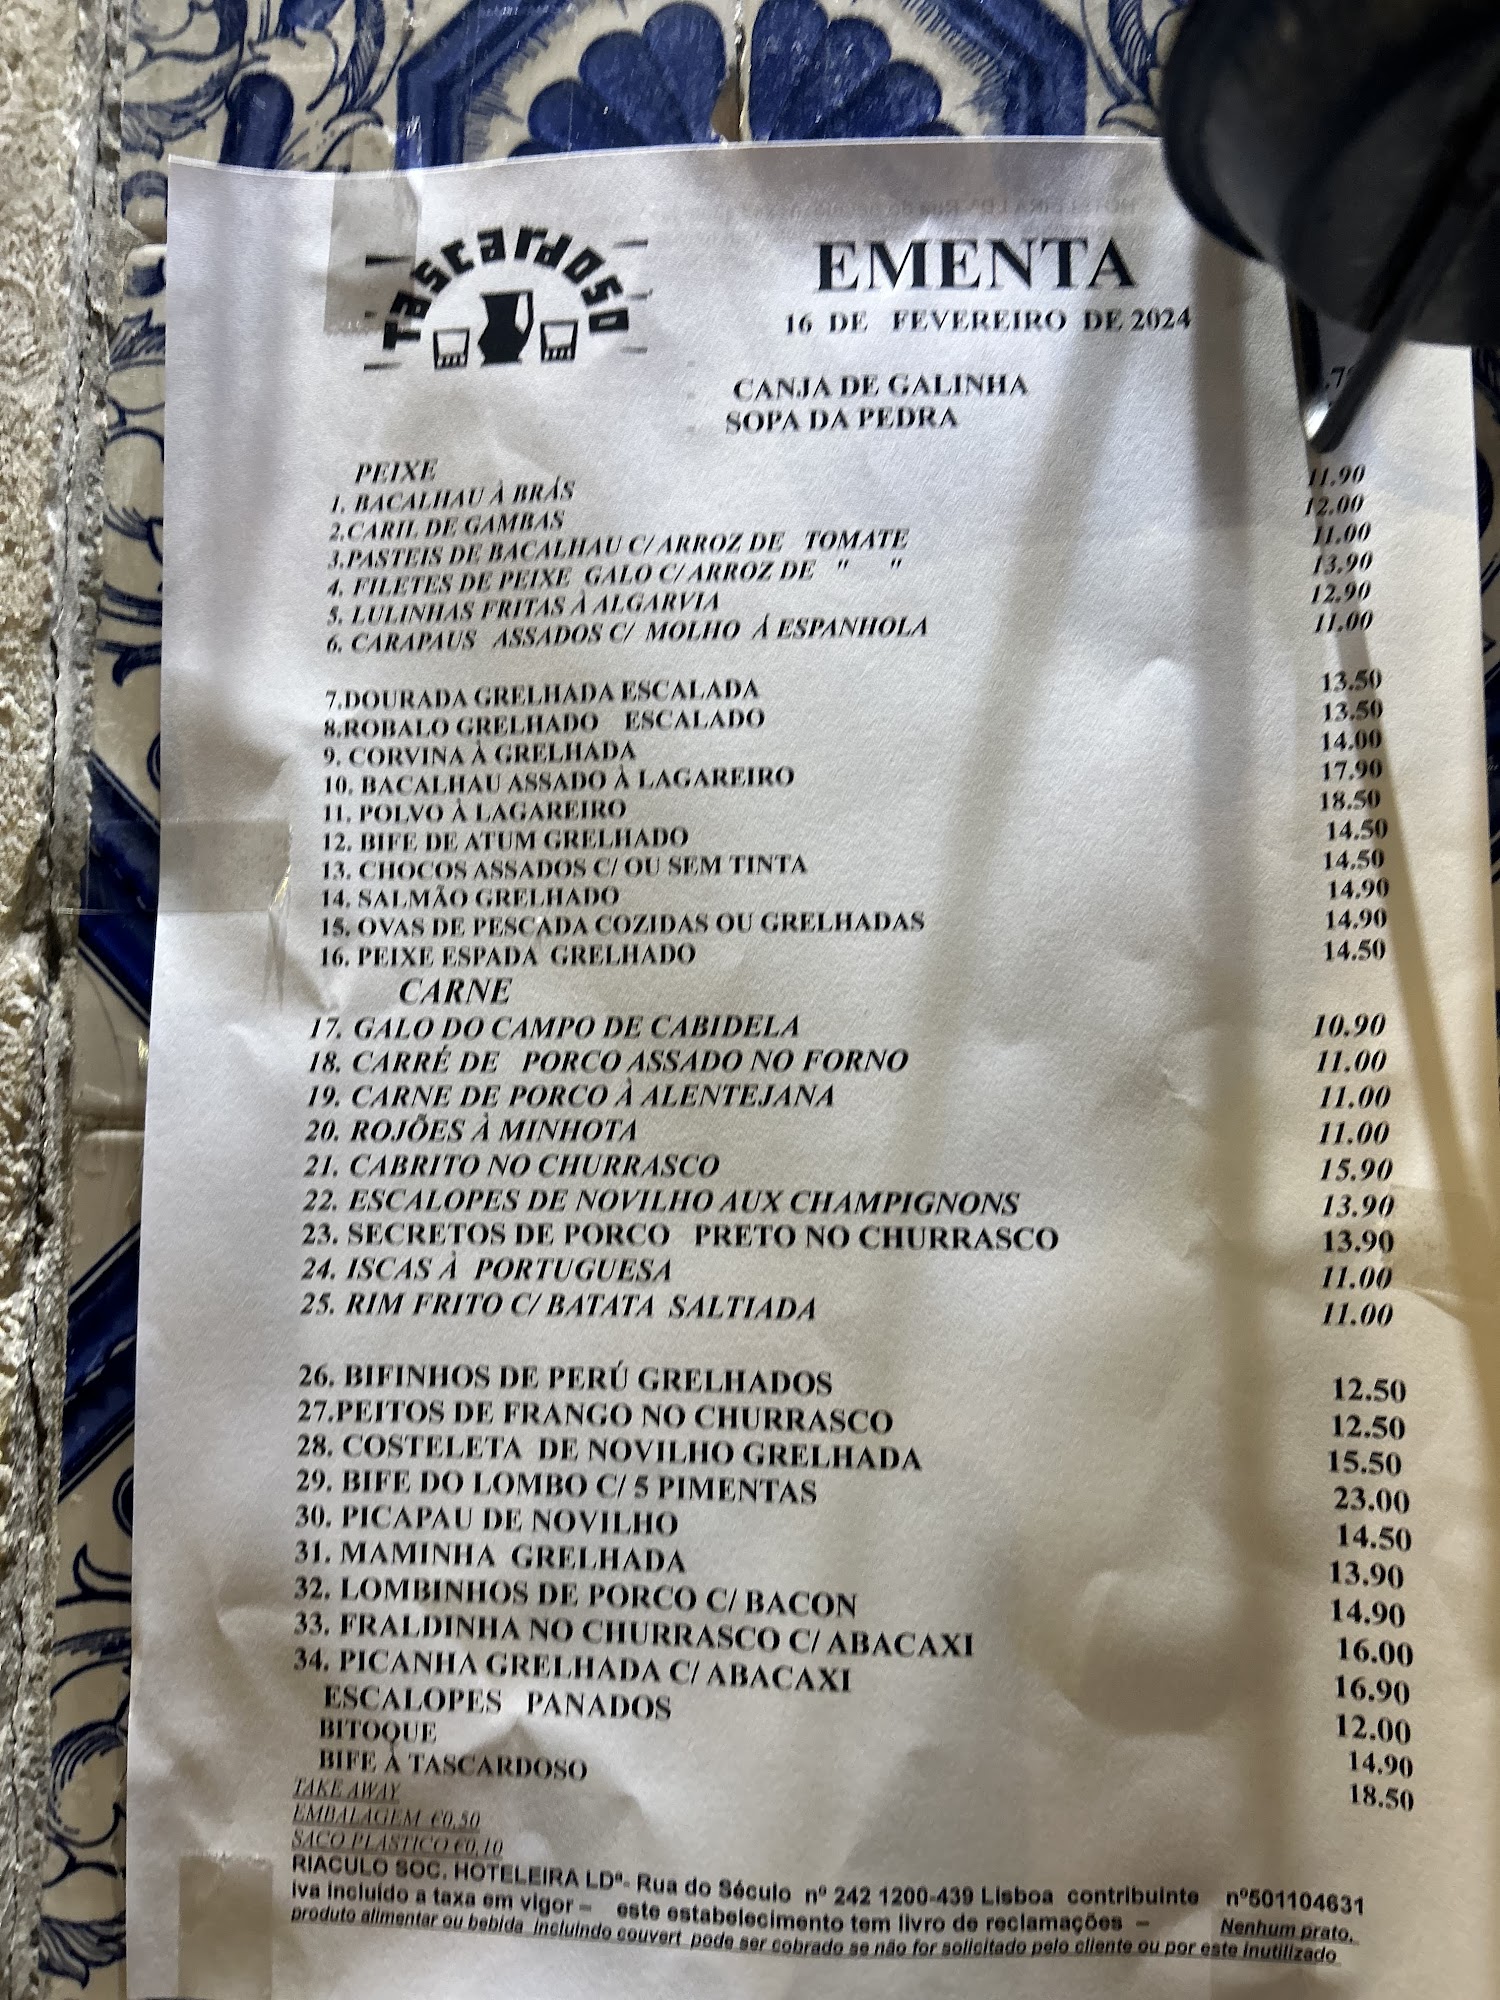 Tascardoso
EMENTA
16 DE FEVEREIRO DE 2024
CANJA DE GALINHA
SOPA DA PEDRA
PEIXE
1. BACALHAU À BRÁS 11.90
2.CARIL DE GAMBAS 12.00
3.PASTEIS DE BACALHAU C/ ARROZ DE TOMATE 11.00
4. FILETES DE PEIXE GALO C/ ARROZ DE " " 13.90
5. LULINHAS FRITAS À ALGARVIA 12.90
6. CARAPAUS ASSADOS C/ MOLHO Á ESPANHOLA 11.00
7.DOURADA GRELHADA ESCALADA 13.50
8.ROBALO GRELHADO ESCALADO 13.50
9. CORVINA À GRELHADA 14.00
10. BACALHAU ASSADO À LAGAREIRO 17.90
11. POLVO À LAGAREIRO 18.50
12. BIFE DE ATUM GRELHADO 14.50
13. CHOCOS ASSADOS C/ OU SEM TINTA 14.50
14. SALMÃO GRELHADO 14.90
15. OVAS DE PESCADA COZIDAS OU GRELHADAS 14.90
16. PEIXE ESPADA GRELHADO 14.50
CARNE
17. GALO DO CAMPO DE CABIDELA 10.90
18. CARRÉ DE PORCO ASSADO NO FORNO 11.00
19. CARNE DE PORCO À ALENTEJANA 11.00
20. ROJÕES À MINHOTA 11.00
21. CABRITO NO CHURRASCO 15.90
22. ESCALOPES DE NOVILHO AUX CHAMPIGNONS 13.90
23. SECRETOS DE PORCO PRETO NO CHURRASCO 13.90
24. ISCAS À PORTUGUESA 11.00
25. RIM FRITO C/ BATATA SALTIADA 11.00
26. BIFINHOS DE PERÚ GRELHADOS 12.50
27.PEITOS DE FRANGO NO CHURRASCO 12.50
28. COSTELETA DE NOVILHO GRELHADA 15.50
29. BIFE DO LOMBO C/ 5 PIMENTAS 23.00
30. PICAPAU DE NOVILHO 14.50
31. MAMINHA GRELHADA 13.90
32. LOMBINHOS DE PORCO C/ BACON 14.90
33. FRALDINHA NO CHURRASCO C/ ABACAXI 16.00
34. PICANHA GRELHADA C/ ABACAXI 16.90
ESCALOPES PANADOS 12.00
BITOQUE 14.90
BIFE À TASCARDOSO 18.50
TAKE AWAY
EMBALAGEM €0,50
SACO PLASTICO €0,10
RIACULO SOC. HOTELEIRA LDª- Rua do Século nº 242 1200-439 Lisboa contribuinte nº501104631
iva incluído a taxa em vigor – este estabelecimento tem livro de reclamações – Nenhum prato,
produto alimentar ou bebida incluindo couvert pode ser cobrado se não for solicitado pelo cliente ou por este inutilizado